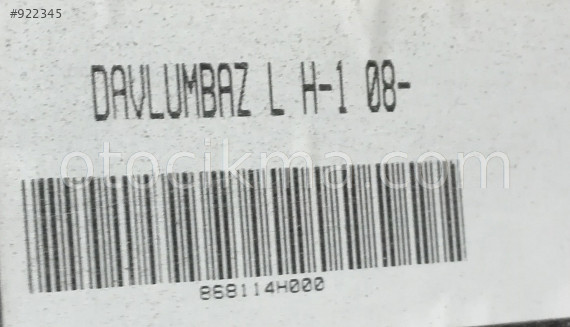 #922345
DAVLUMBAZ L H-1 08-
otocikma.com
868114H000